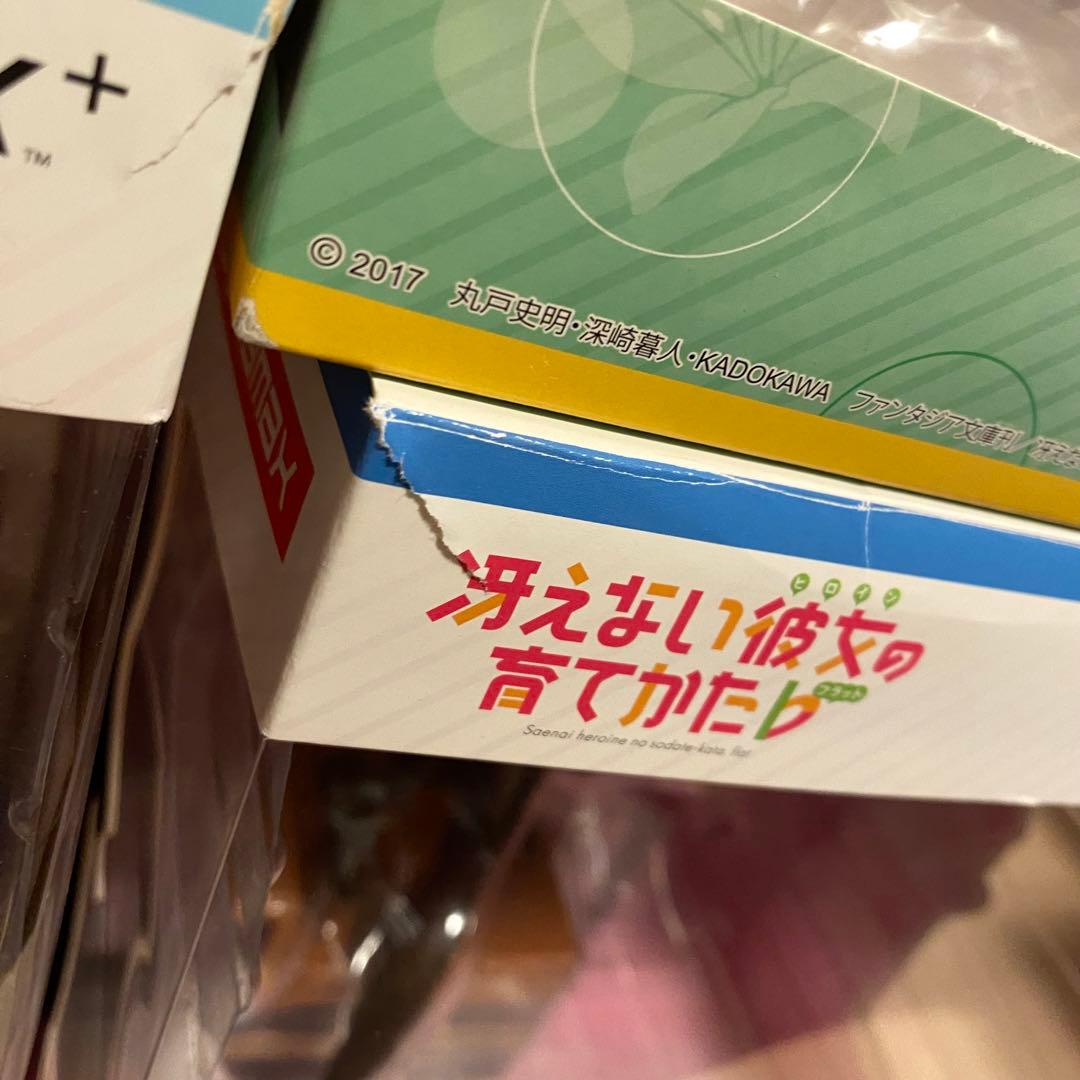 X+
TM
© 2017 丸戸史明・深崎暮人・KADOKAWA ファンタジア文庫刊/冴え
冴えない彼女の
ヒロイン
育てかた♭
フラット
Saenai heroine no sodate-kata. flat